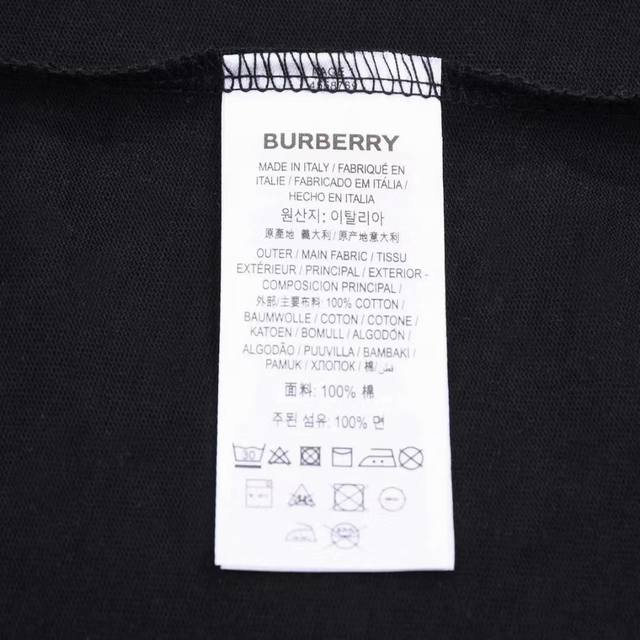 BURBERRY
MADE IN ITALY / FABRIQUÉ EN
ITALIE / FABRICADO EM ITÁLIA /
HECHO EN ITALIA
원산지: 이탈리아
原產地 義大利 / 原产地意大利
OUTER / MAIN FABRIC / TISSU
EXTÉRIEUR / PRINCIPAL / EXTERIOR -
COMPOSICIÓN PRINCIPAL /
外部/主要布料: 100% COTTON /
BAUMWOLLE / COTON / COTONE /
KATOEN / BOMULL / ALGODÓN /
ALGODÃO / PUUVILLA / BAMBAKI /
PAMUK / ХЛОПОК / 棉 /
面料: 100% 棉
주된 섬유: 100% 면
30